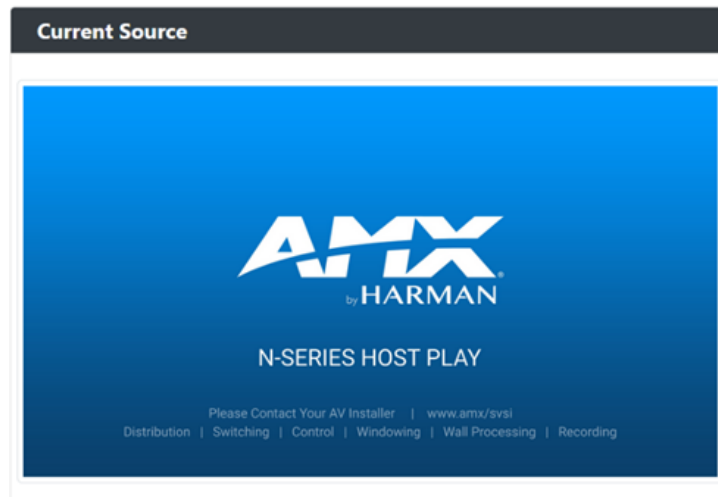 Current Source
AMX
by HARMAN
N-SERIES HOST PLAY
Please Contact Your AV Installer | www.amx/svsi
Distribution | Switching | Control | Windowing | Wall Processing | Recording